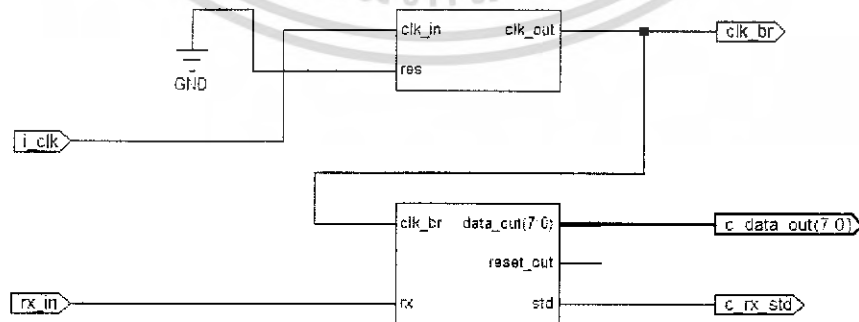 clk_in clk_out clk_br
res
GND
i_clk
clk_br data_out(7:0) c_data_out(7:0)
reset_out
rx_in rx std c_rx_std